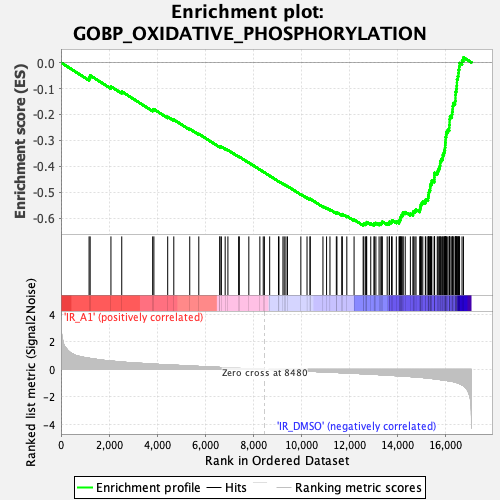 Enrichment plot:
GOBP_OXIDATIVE_PHOSPHORYLATION
Enrichment score (ES)
0.0
-0.1
-0.2
-0.3
-0.4
-0.5
-0.6
Ranked list metric (Signal2Noise)
'IR_A1' (positively correlated)
4
2
0
-2
-4
Zero cross at 8480
'IR_DMSO' (negatively correlated)
0 2,000 4,000 6,000 8,000 10,000 12,000 14,000 16,000
Rank in Ordered Dataset
Enrichment profile Hits Ranking metric scores